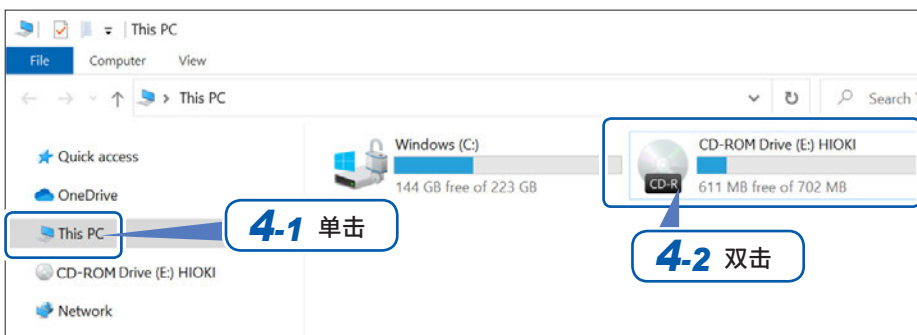 This PC
File Computer View
This PC
Search
Quick access
OneDrive
This PC
CD-ROM Drive (E:) HIOKI
Network
Windows (C:)
144 GB free of 223 GB
CD-ROM Drive (E:) HIOKI
CD-R
611 MB free of 702 MB
4-1 单击
4-2 双击